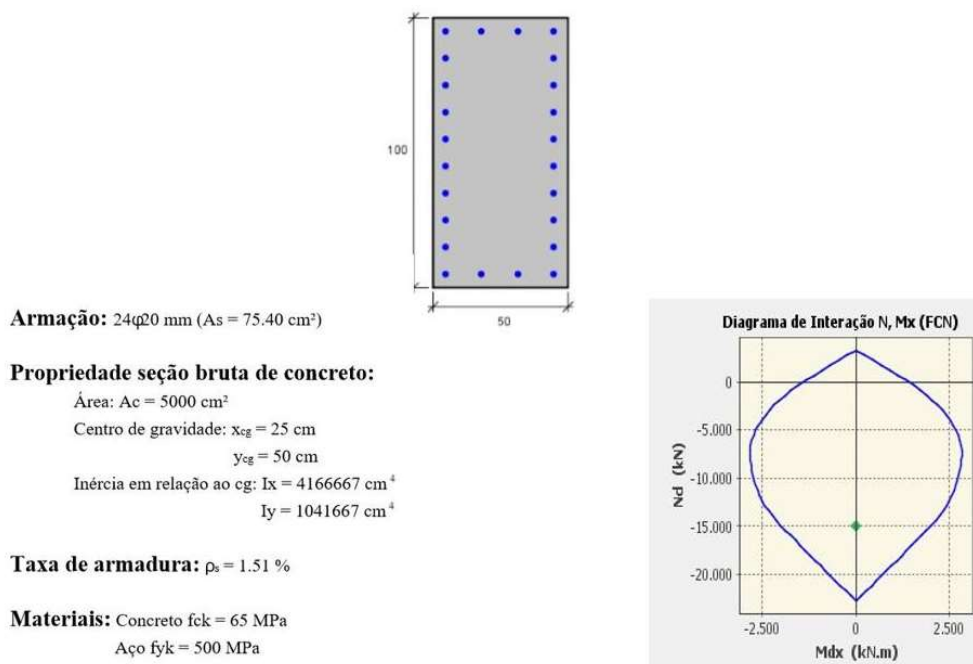 100
50
Armação: 24φ20 mm (As = 75.40 cm²)
Propriedade seção bruta de concreto:
Área: Ac = 5000 cm²
Centro de gravidade: xcg = 25 cm
ycg = 50 cm
Inércia em relação ao cg: Ix = 4166667 cm⁴
Iy = 1041667 cm⁴
Taxa de armadura: ρs = 1.51 %
Materiais: Concreto fck = 65 MPa
Aço fyk = 500 MPa
Diagrama de Interação N, Mx (FCN)
Nd (kN)
0
-5.000
-10.000
-15.000
-20.000
-2.500 0 2.500
Mdx (kN.m)